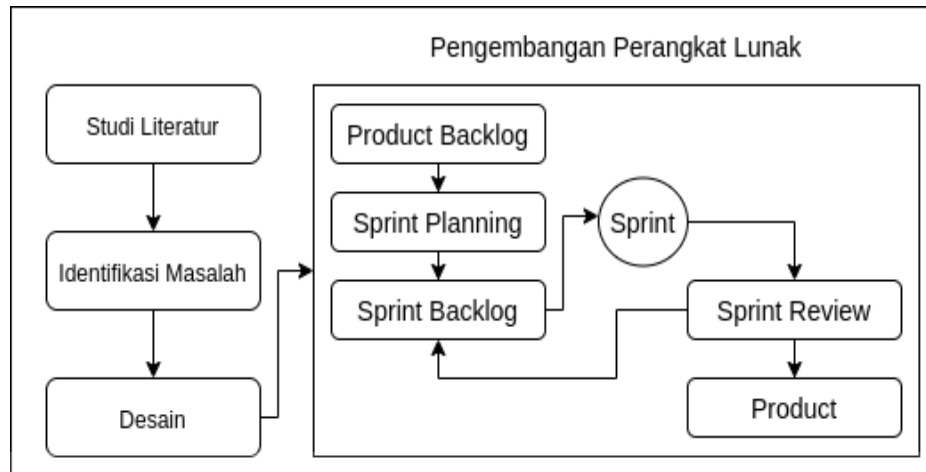 Pengembangan Perangkat Lunak
Studi Literatur
Identifikasi Masalah
Desain
Product Backlog
Sprint Planning
Sprint Backlog
Sprint
Sprint Review
Product